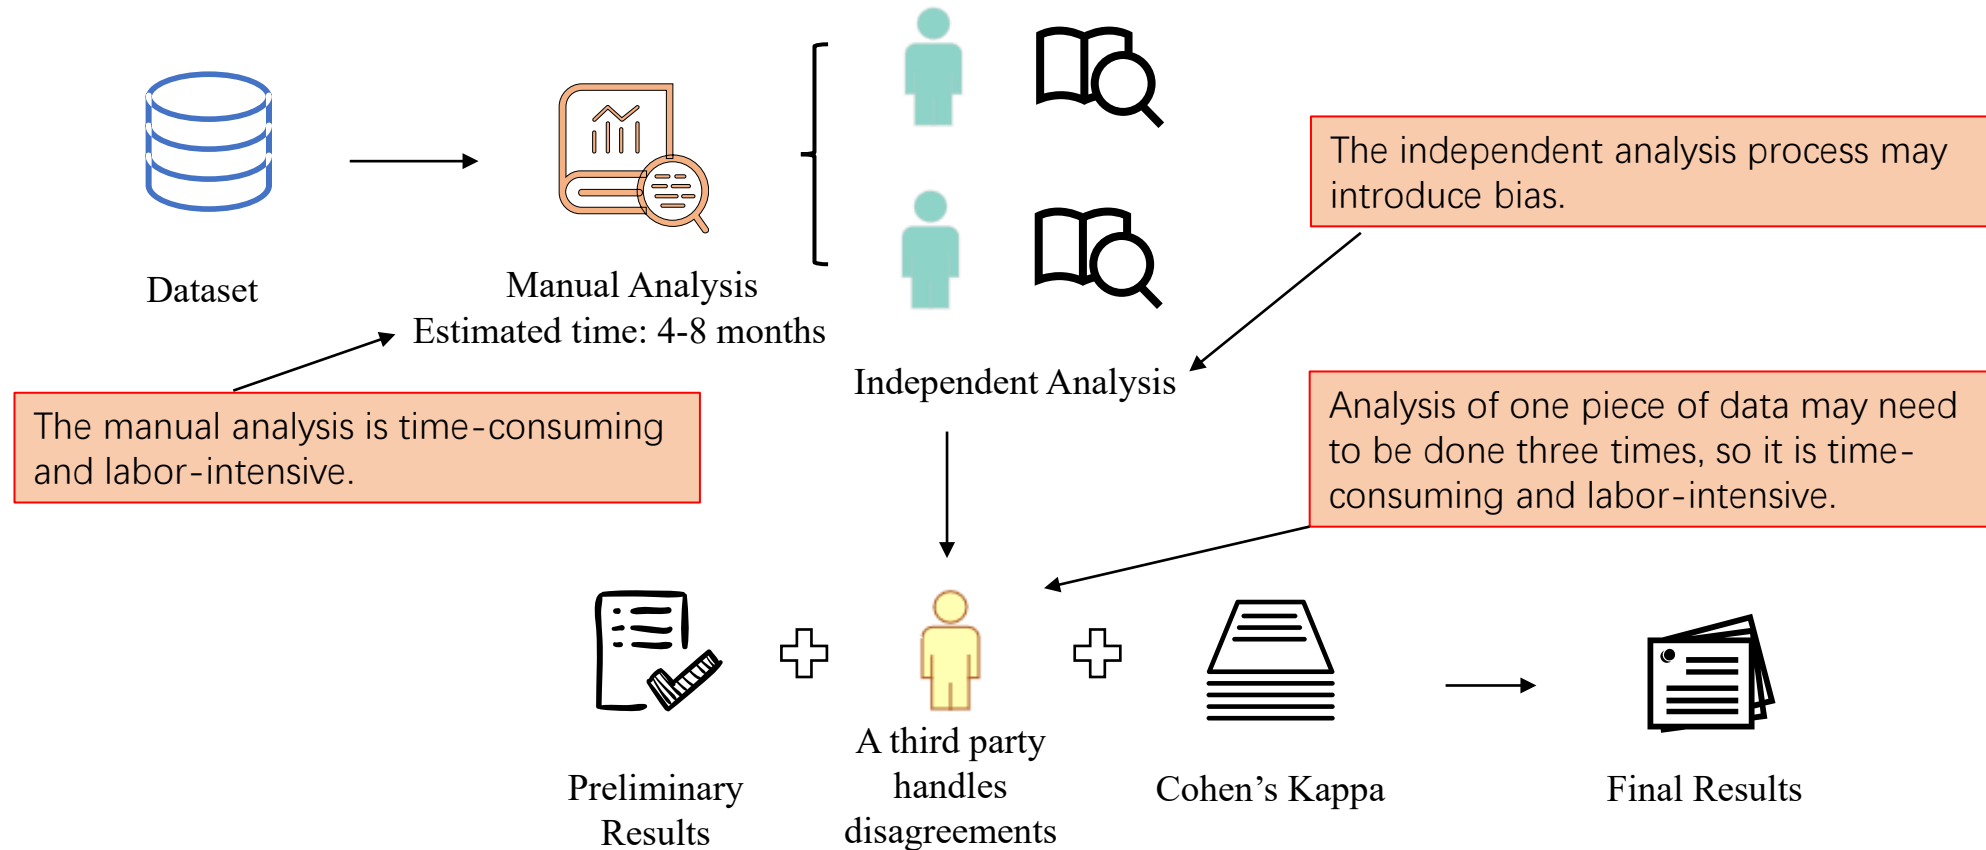 The independent analysis process may
introduce bias.
Dataset
Manual Analysis
Estimated time: 4-8 months
Independent Analysis
The manual analysis is time-consuming
and labor-intensive.
Analysis of one piece of data may need
to be done three times, so it is time-
consuming and labor-intensive.
Preliminary
Results
A third party
handles
disagreements
Cohen’s Kappa
Final Results